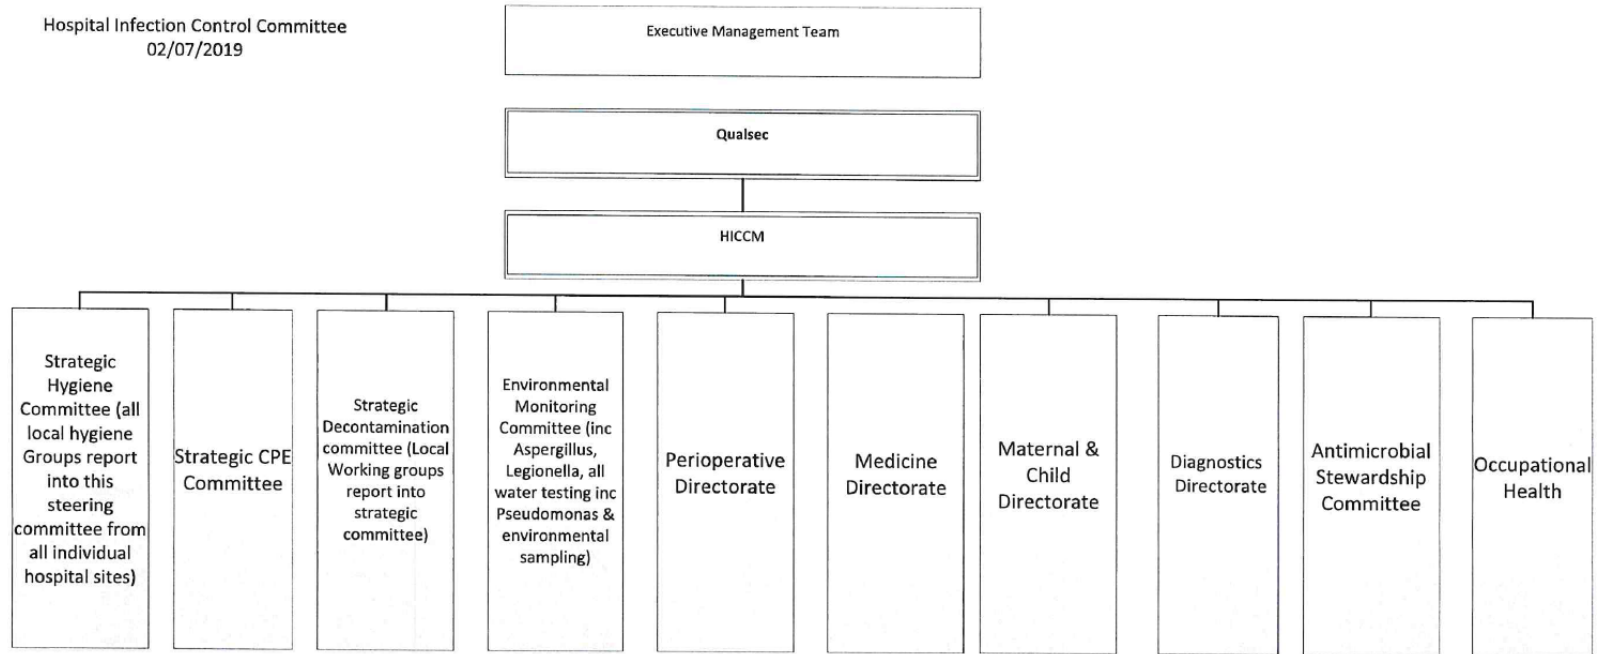 Hospital Infection Control Committee
02/07/2019
Executive Management Team
Qualsec
HICCM
Strategic
Hygiene
Committee (all
local hygiene
Groups report
into this
steering
committee from
all individual
hospital sites)
Strategic CPE
Committee
Strategic
Decontamination
committee (Local
Working groups
report into
strategic
committee)
Environmental
Monitoring
Committee (inc
Aspergillus,
Legionella, all
water testing inc
Pseudomonas &
environmental
sampling)
Perioperative
Directorate
Medicine
Directorate
Maternal &
Child
Directorate
Diagnostics
Directorate
Antimicrobial
Stewardship
Committee
Occupational
Health